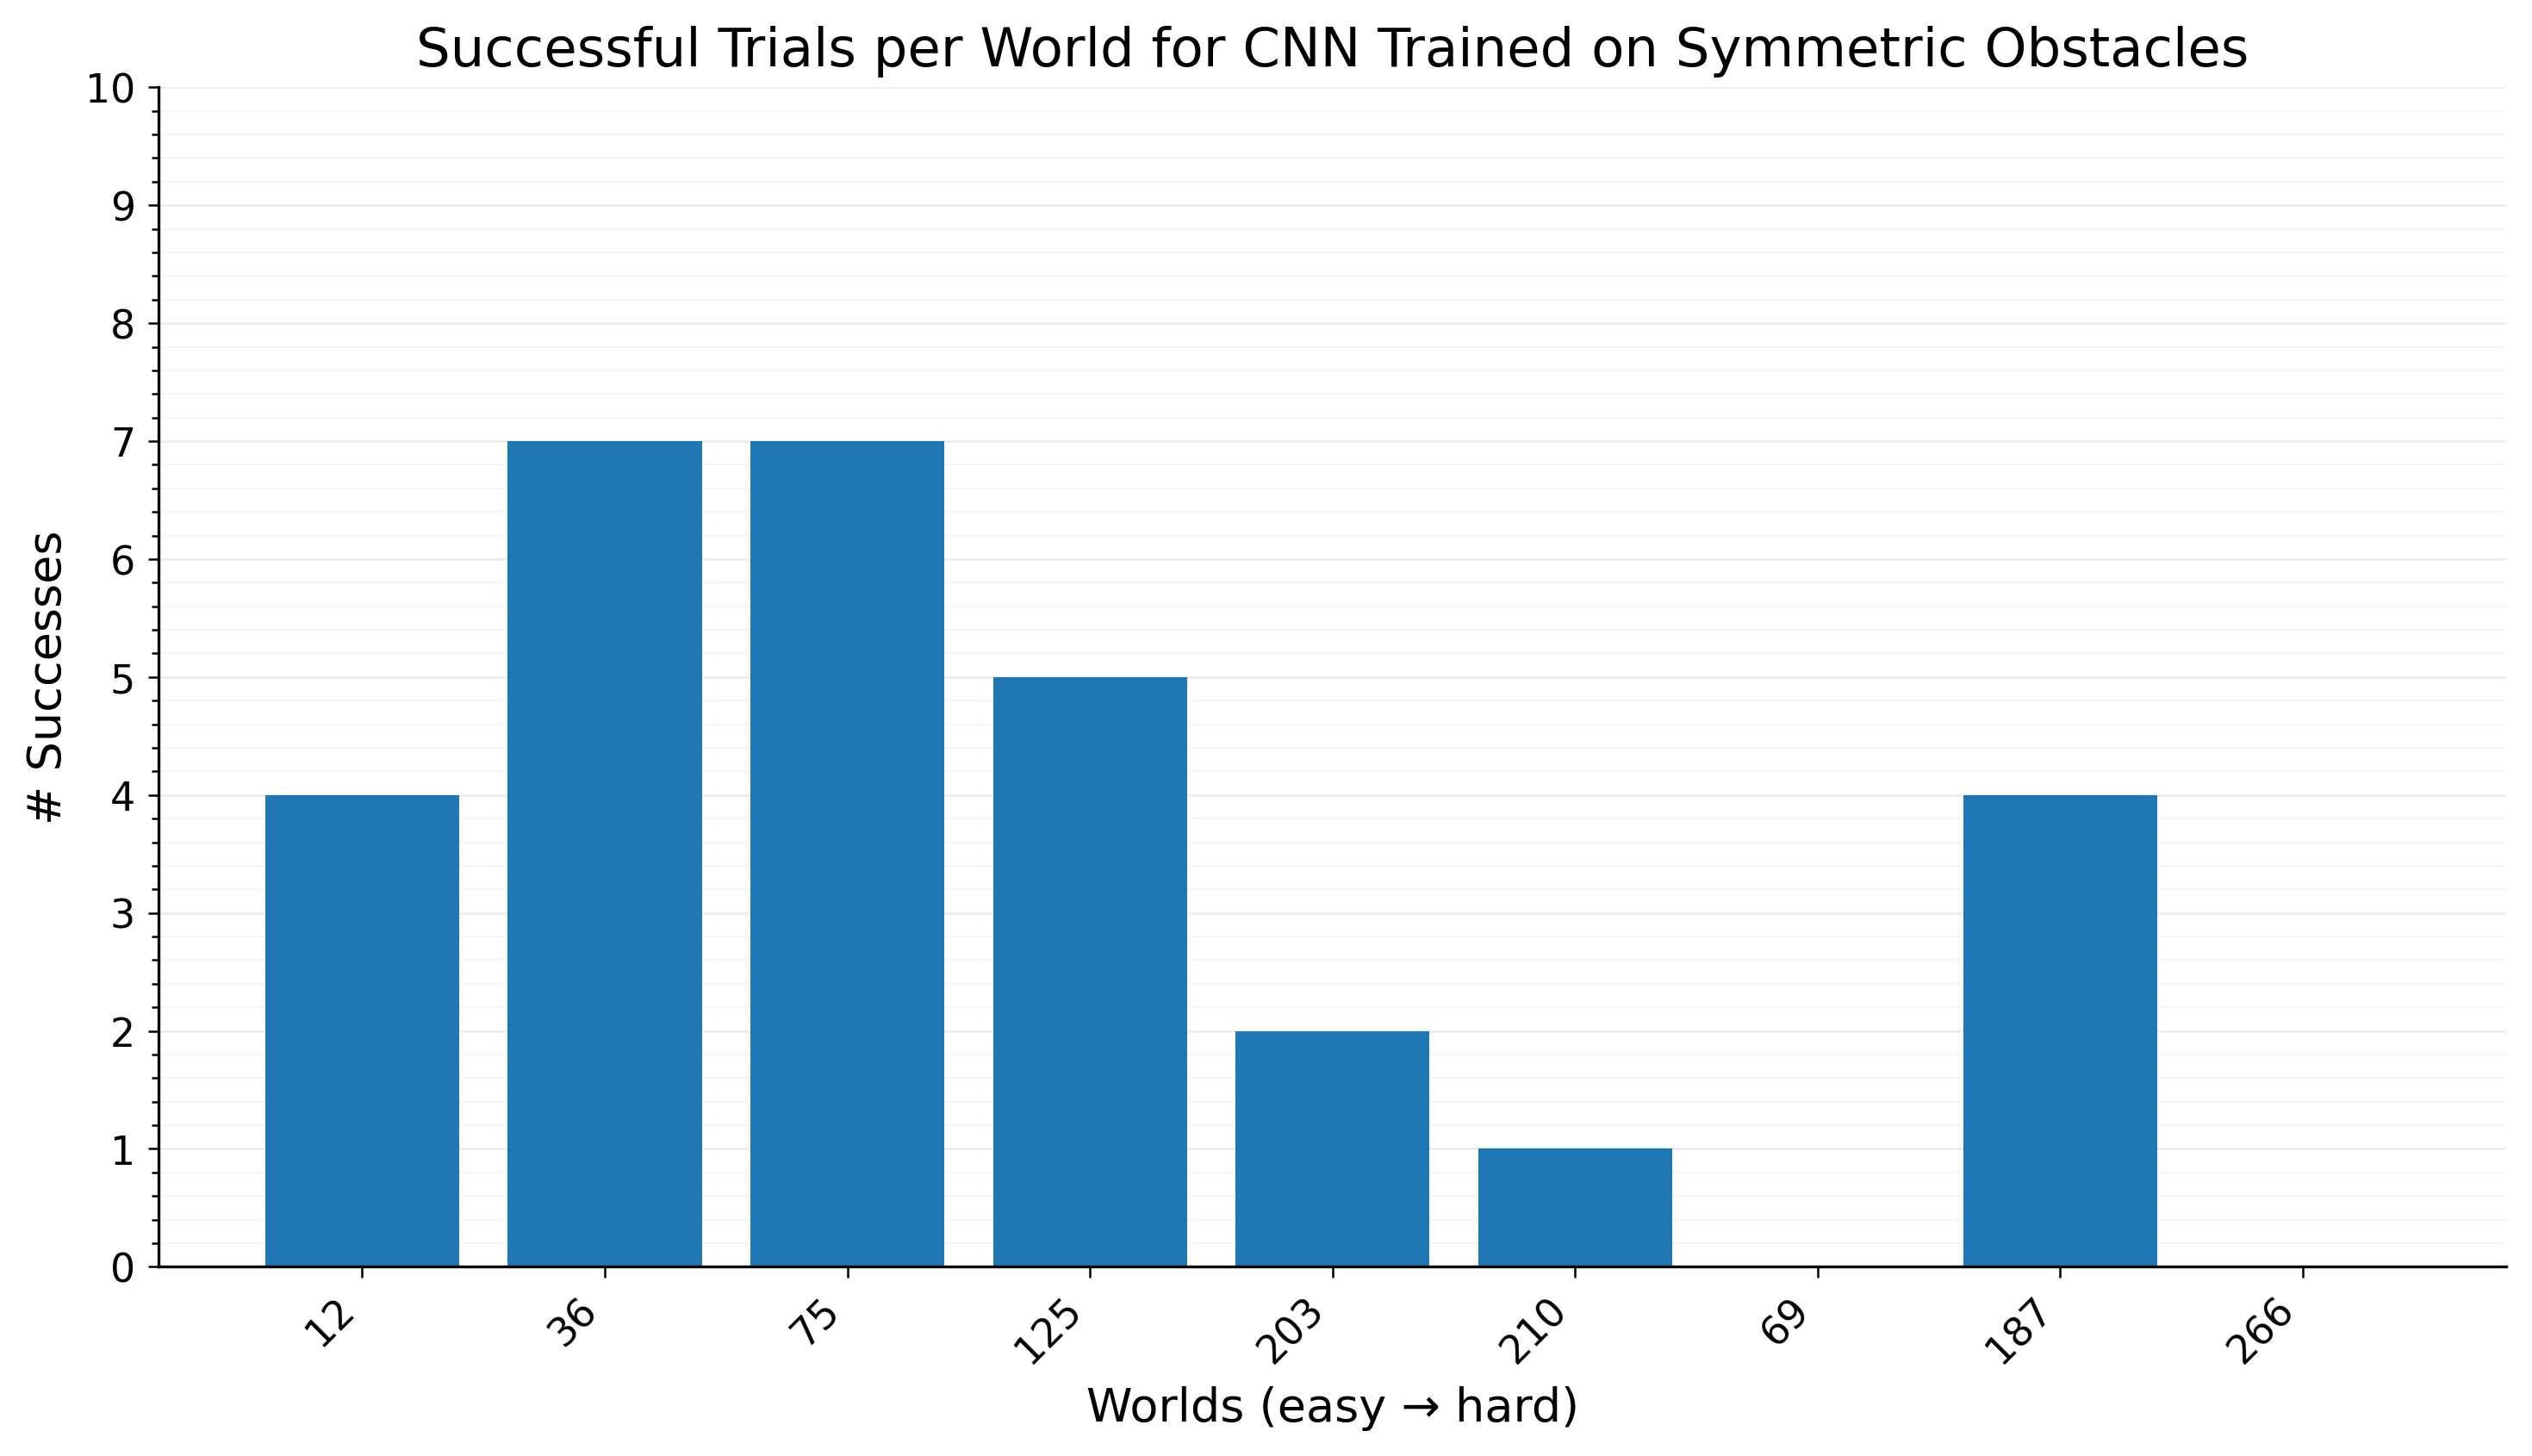 Successful Trials per World for CNN Trained on Symmetric Obstacles
10
9
8
7
6
5
4
3
2
1
0
# Successes
12 36 75 125 203 210 69 187 266
Worlds (easy → hard)